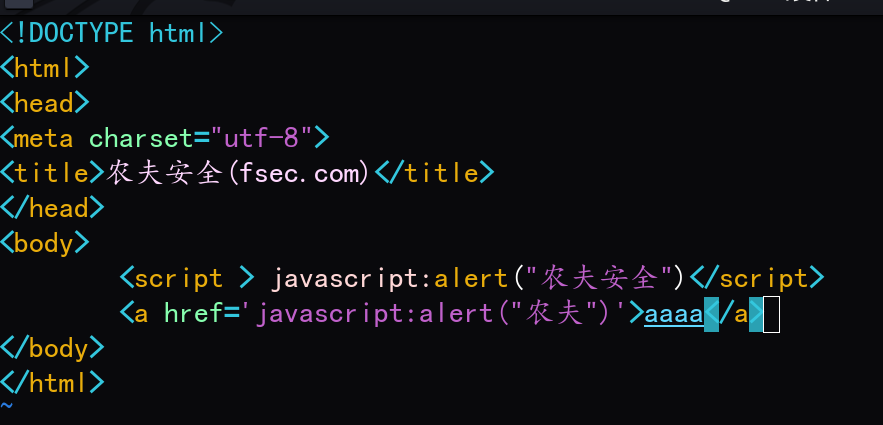 <!DOCTYPE html>
<html>
<head>
<meta charset="utf-8">
<title>农夫安全(fsec.com)</title>
</head>
<body>
        <script > javascript:alert("农夫安全")</script>
        <a href='javascript:alert("农夫")'>aaaa</a>
</body>
</html>
~